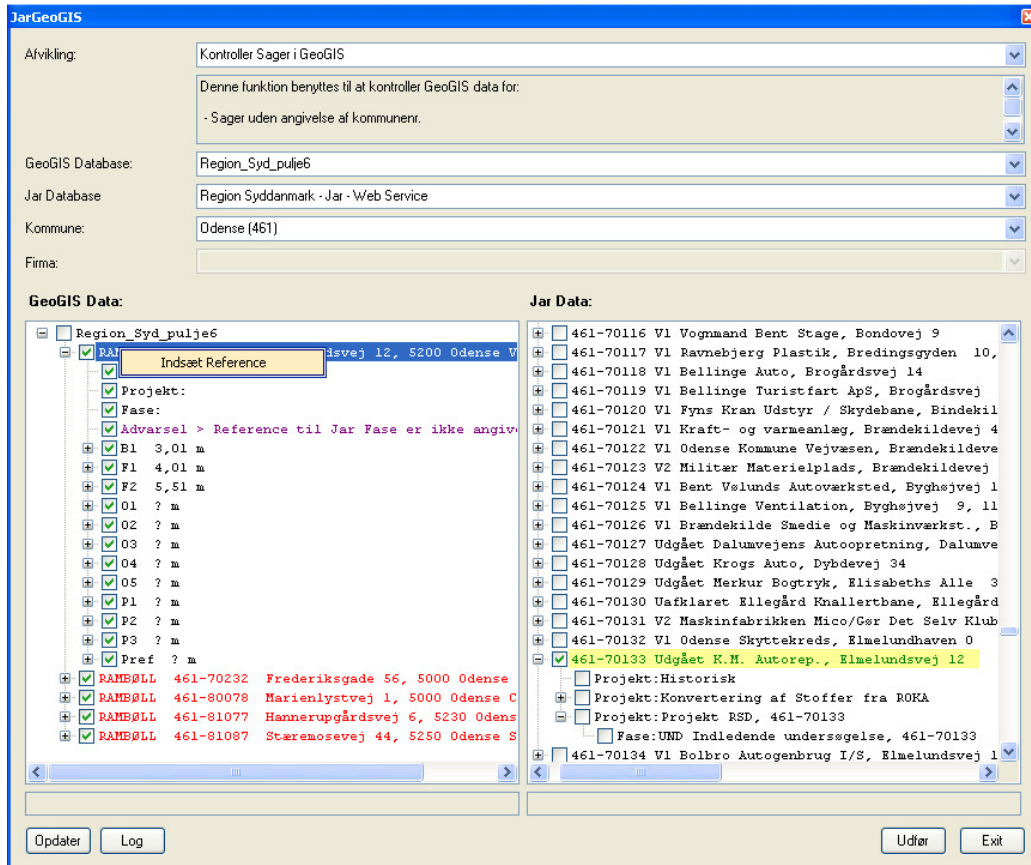 JarGeoGIS
Afvikling:
Kontroller Sager i GeoGIS
Denne funktion benyttes til at kontroller GeoGIS data for:
- Sager uden angivelse af kommunenr.
GeoGIS Database:
Region_Syd_pulje6
Jar Database
Region Syddanmark - Jar - Web Service
Kommune:
Odense (461)
Firma:
GeoGIS Data:
Region_Syd_pulje6
dsvej 12, 5200 Odense V
Indsæt Reference
Projekt:
Fase:
Advarsel > Reference til Jar Fase er ikke angiv
B1 3,01 m
F1 4,01 m
F2 5,51 m
O1 ? m
O2 ? m
O3 ? m
O4 ? m
O5 ? m
P1 ? m
P2 ? m
P3 ? m
Pref ? m
RAMBØLL 461-70232 Frederiksgade 56, 5000 Odense
RAMBØLL 461-80078 Marienlystvej 1, 5000 Odense C
RAMBØLL 461-81077 Hannerupgårdsvej 6, 5230 Odens
RAMBØLL 461-81087 Stæremosevej 44, 5250 Odense S
Jar Data:
461-70116 V1 Vognmand Bent Stage, Bondovej 9
461-70117 V1 Ravnebjerg Plastik, Bredingsgyden 10,
461-70118 V1 Bellinge Auto, Brogårdsvej 14
461-70119 V1 Bellinge Turistfart ApS, Brogårdsvej
461-70120 V1 Fyns Kran Udstyr / Skydebane, Bindekil
461-70121 V1 Kraft- og varmeanlæg, Brændekildevej 4
461-70122 V1 Odense Kommune Vejvæsen, Brændekildeve
461-70123 V2 Militær Materielplads, Brændekildevej
461-70124 V1 Bent Vølunds Autoværksted, Byghøjvej 1
461-70125 V1 Bellinge Ventilation, Byghøjvej 9, 11
461-70126 V1 Brændekilde Smedie og Maskinværkst., B
461-70127 Udgået Dalumvejens Autoopretning, Dalumve
461-70128 Udgået Krogs Auto, Dybdevej 34
461-70129 Udgået Merkur Bogtryk, Elisabeths Alle 3
461-70130 Uafklaret Ellegård Knallertbane, Ellegård
461-70131 V2 Maskinfabrikken Mico/Gør Det Selv Klub
461-70132 V1 Odense Skyttekreds, Elmelundhaven 0
461-70133 Udgået K.M. Autorep., Elmelundsvej 12
Projekt:Historisk
Projekt:Konvertering af Stoffer fra ROKA
Projekt:Projekt RSD, 461-70133
Fase:UND Indledende undersøgelse, 461-70133
461-70134 V1 Bolbro Autogenbrug I/S, Elmelundsvej 1
Opdater
Log
Udfør
Exit